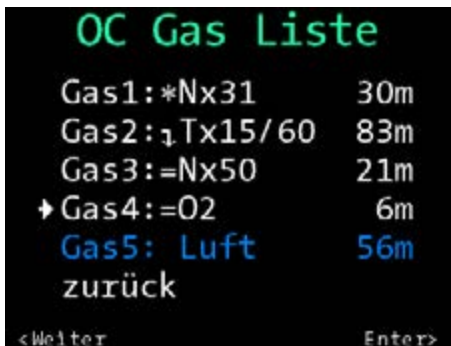 OC Gas Liste
Gas1:*Nx31 30m
Gas2:ɿTx15/60 83m
Gas3:=Nx50 21m
→Gas4:=O2 6m
Gas5: Luft 56m
zurück
<Weiter Enter>